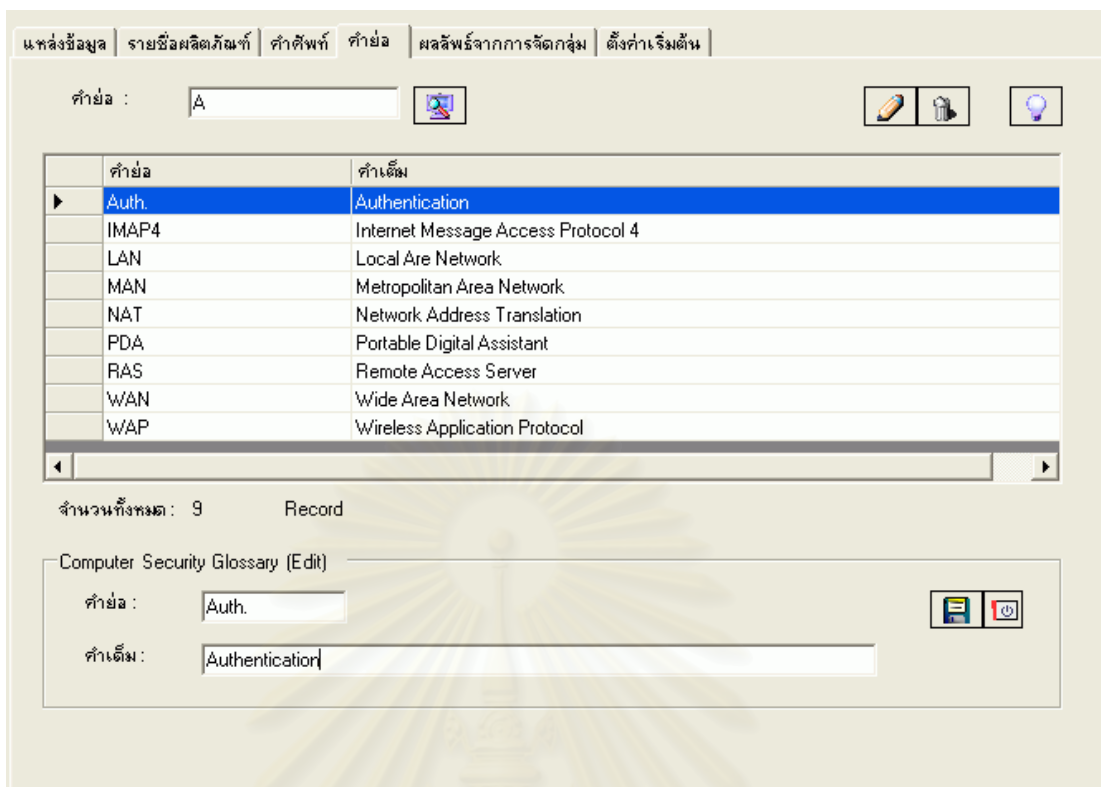 แหล่งข้อมูล รายชื่อผลิตภัณฑ์ คำศัพท์ คำย่อ ผลลัพธ์จากการจัดกลุ่ม ตั้งค่าเริ่มต้น
คำย่อ : A
คำย่อ คำเต็ม
Auth. Authentication
IMAP4 Internet Message Access Protocol 4
LAN Local Are Network
MAN Metropolitan Area Network
NAT Network Address Translation
PDA Portable Digital Assistant
RAS Remote Access Server
WAN Wide Area Network
WAP Wireless Application Protocol
จำนวนทั้งหมด : 9 Record
Computer Security Glossary (Edit)
คำย่อ : Auth.
คำเต็ม : Authentication